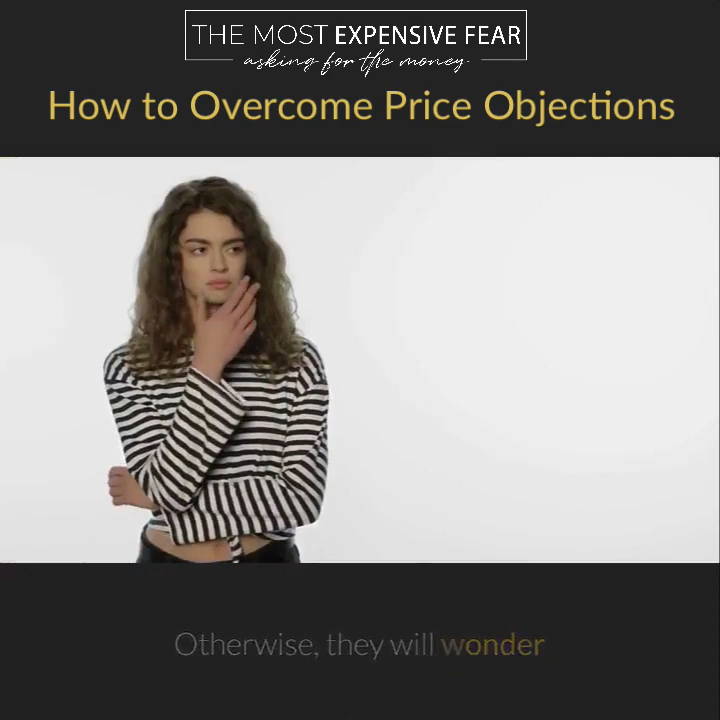 THE MOST EXPENSIVE FEAR
asking for the money
How to Overcome Price Objections
Otherwise, they will wonder